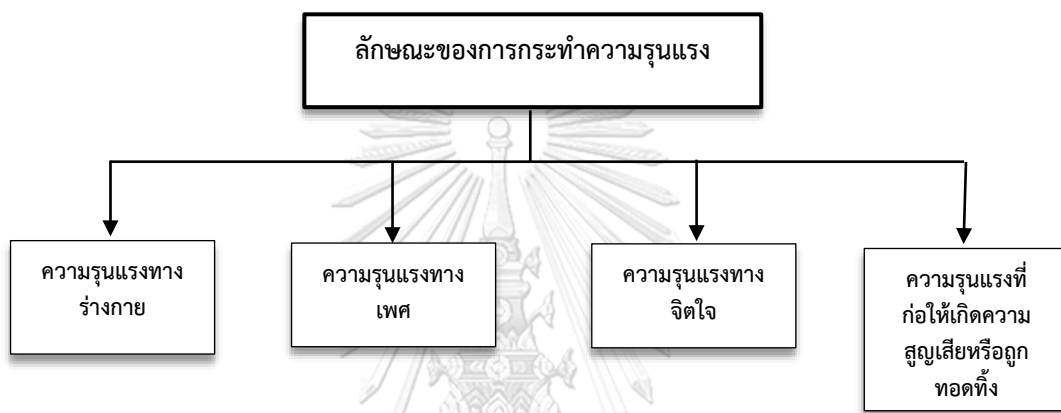 ลักษณะของการกระทำความรุนแรง
ความรุนแรงทาง
ร่างกาย
ความรุนแรงทาง
เพศ
ความรุนแรงทาง
จิตใจ
ความรุนแรงที่
ก่อให้เกิดความ
สูญเสียหรือถูก
ทอดทิ้ง